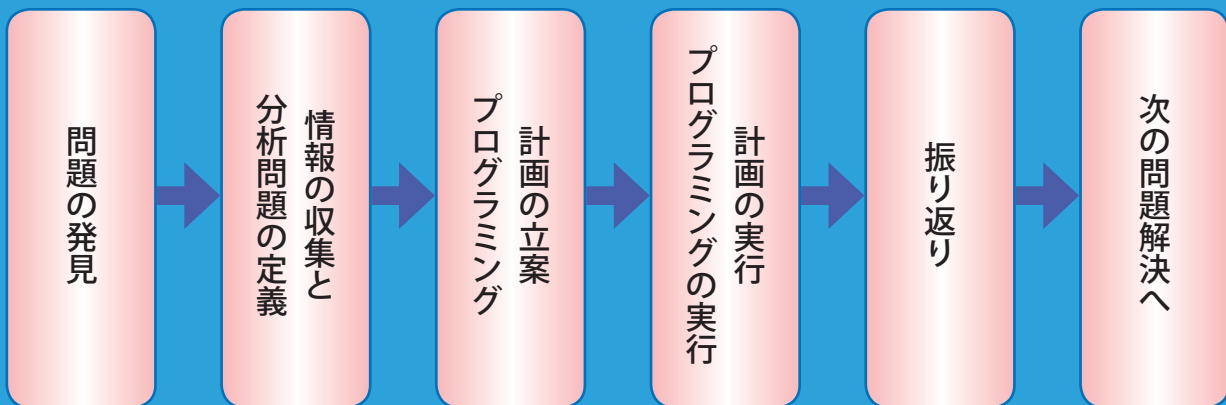 問題の発見
情報の収集と
分析問題の定義
計画の立案
プログラミング
計画の実行
プログラミングの実行
振り返り
次の問題解決へ